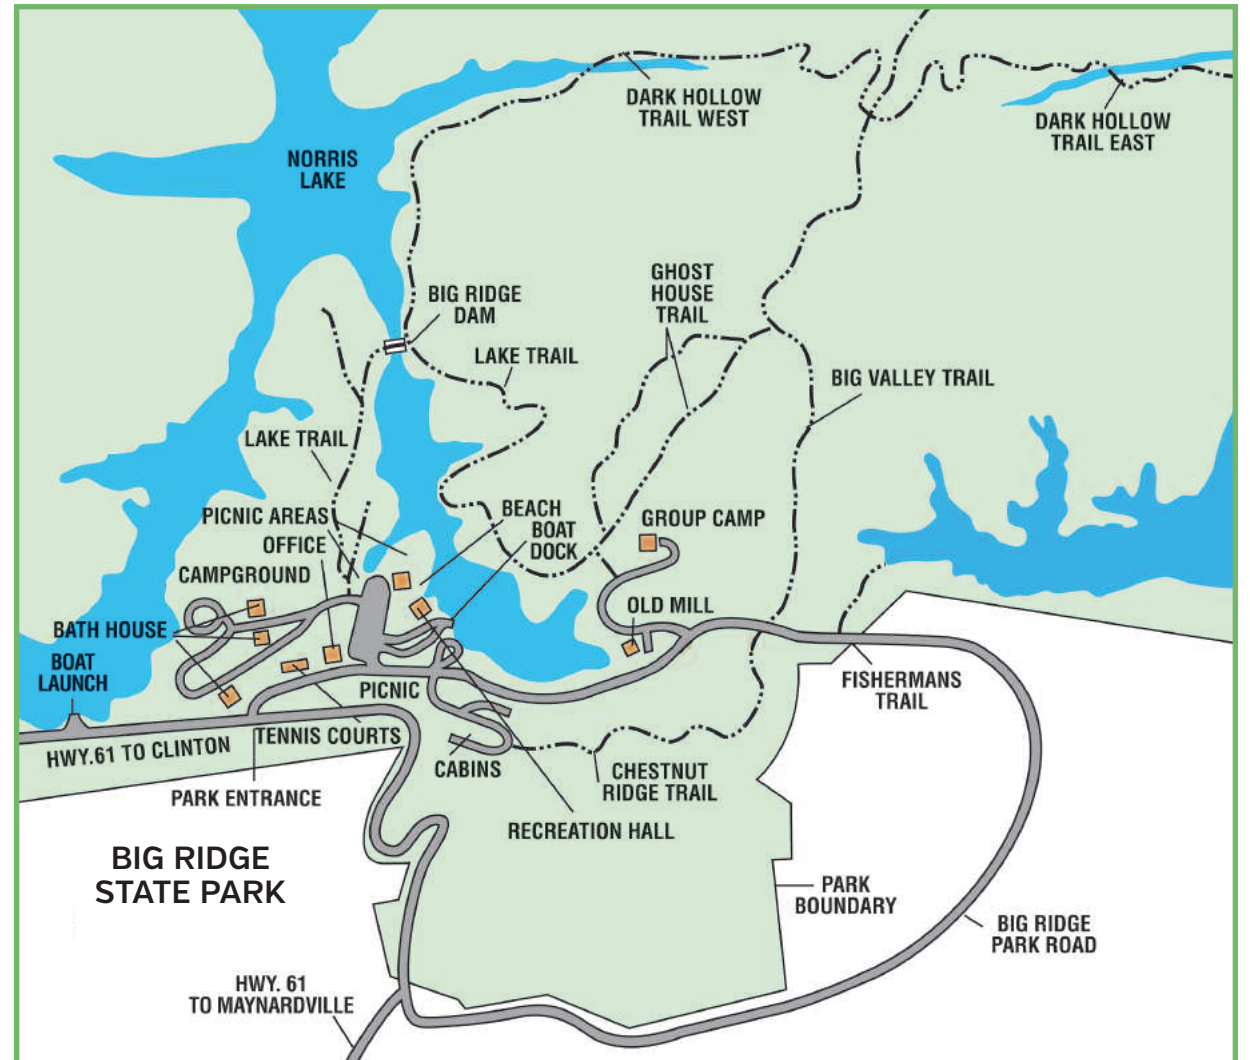 DARK HOLLOW
TRAIL WEST
DARK HOLLOW
TRAIL EAST
NORRIS
LAKE
GHOST
HOUSE
TRAIL
BIG RIDGE
DAM
LAKE TRAIL
BIG VALLEY TRAIL
LAKE TRAIL
PICNIC AREAS
BEACH
BOAT
DOCK
GROUP CAMP
OFFICE
CAMPGROUND
OLD MILL
BATH HOUSE
BOAT
LAUNCH
PICNIC
FISHERMANS
TRAIL
HWY.61 TO CLINTON
TENNIS COURTS
CABINS
CHESTNUT
RIDGE TRAIL
PARK ENTRANCE
RECREATION HALL
BIG RIDGE
STATE PARK
PARK
BOUNDARY
BIG RIDGE
PARK ROAD
HWY. 61
TO MAYNARDVILLE